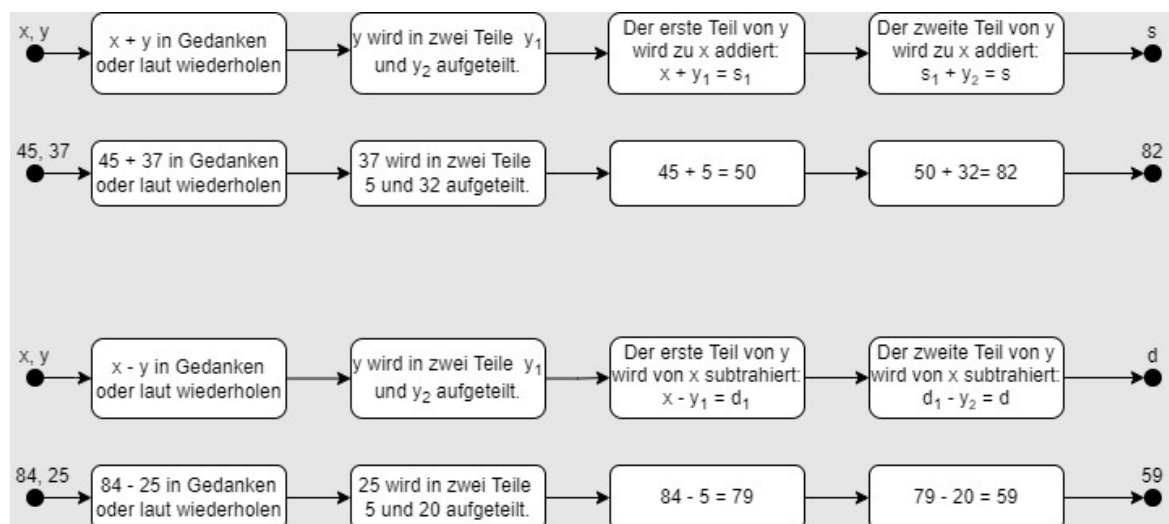 x, y
x + y in Gedanken
oder laut wiederholen
y wird in zwei Teile y₁
und y₂ aufgeteilt.
Der erste Teil von y
wird zu x addiert:
x + y₁ = s₁
Der zweite Teil von y
wird zu x addiert:
s₁ + y₂ = s
s
45, 37
45 + 37 in Gedanken
oder laut wiederholen
37 wird in zwei Teile
5 und 32 aufgeteilt.
45 + 5 = 50
50 + 32= 82
82
x, y
x - y in Gedanken
oder laut wiederholen
y wird in zwei Teile y₁
und y₂ aufgeteilt.
Der erste Teil von y
wird von x subtrahiert:
x - y₁ = d₁
Der zweite Teil von y
wird von x subtrahiert:
d₁ - y₂ = d
d
84, 25
84 - 25 in Gedanken
oder laut wiederholen
25 wird in zwei Teile
5 und 20 aufgeteilt.
84 - 5 = 79
79 - 20 = 59
59